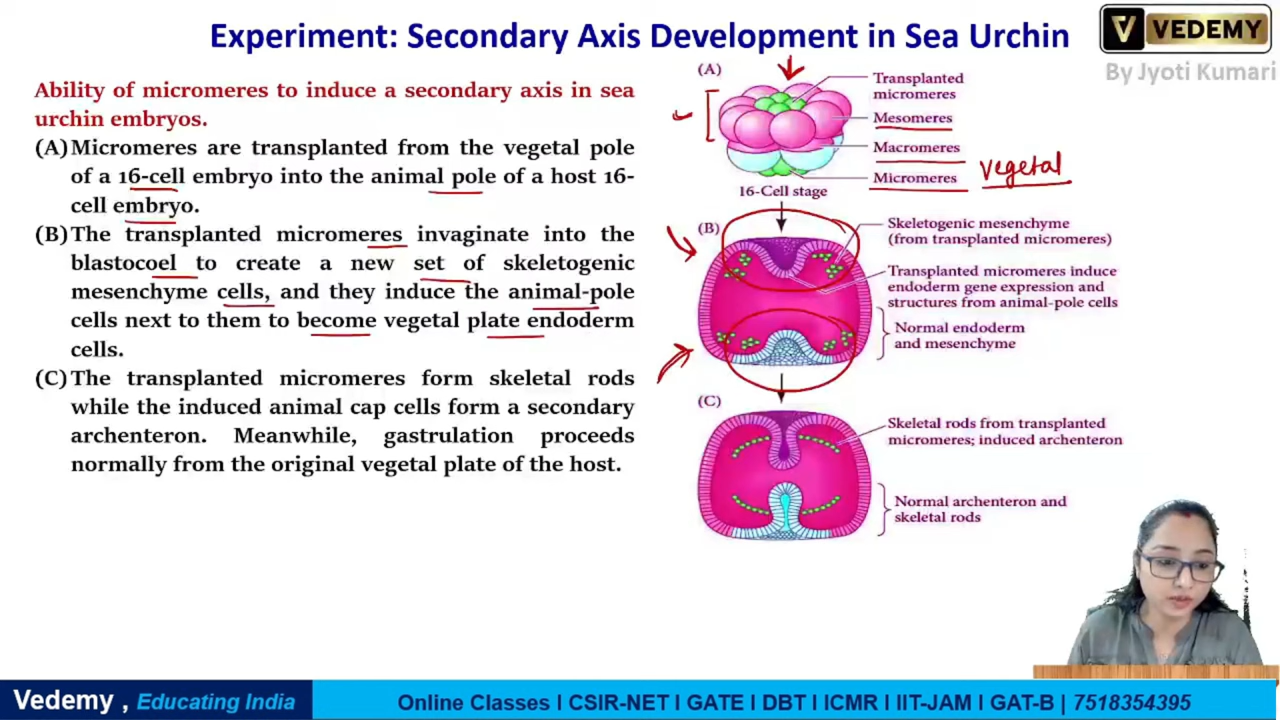 Experiment: Secondary Axis Development in Sea Urchin
V VEDEMY
By Jyoti Kumari
Ability of micromeres to induce a secondary axis in sea
urchin embryos.
(A) Micromeres are transplanted from the vegetal pole
of a 16-cell embryo into the animal pole of a host 16-
cell embryo.
(B) The transplanted micromeres invaginate into the
blastocoel to create a new set of skeletogenic
mesenchyme cells, and they induce the animal-pole
cells next to them to become vegetal plate endoderm
cells.
(C) The transplanted micromeres form skeletal rods
while the induced animal cap cells form a secondary
archenteron. Meanwhile, gastrulation proceeds
normally from the original vegetal plate of the host.
(A)
Transplanted
micromeres
Mesomeres
Macromeres
Micromeres
vegetal
16-Cell stage
(B)
Skeletogenic mesenchyme
(from transplanted micromeres)
Transplanted micromeres induce
endoderm gene expression and
structures from animal-pole cells
Normal endoderm
and mesenchyme
(C)
Skeletal rods from transplanted
micromeres; induced archenteron
Normal archenteron and
skeletal rods
Vedemy , Educating India
Online Classes I CSIR-NET I GATE I DBT I ICMR I IIT-JAM I GAT-B | 7518354395